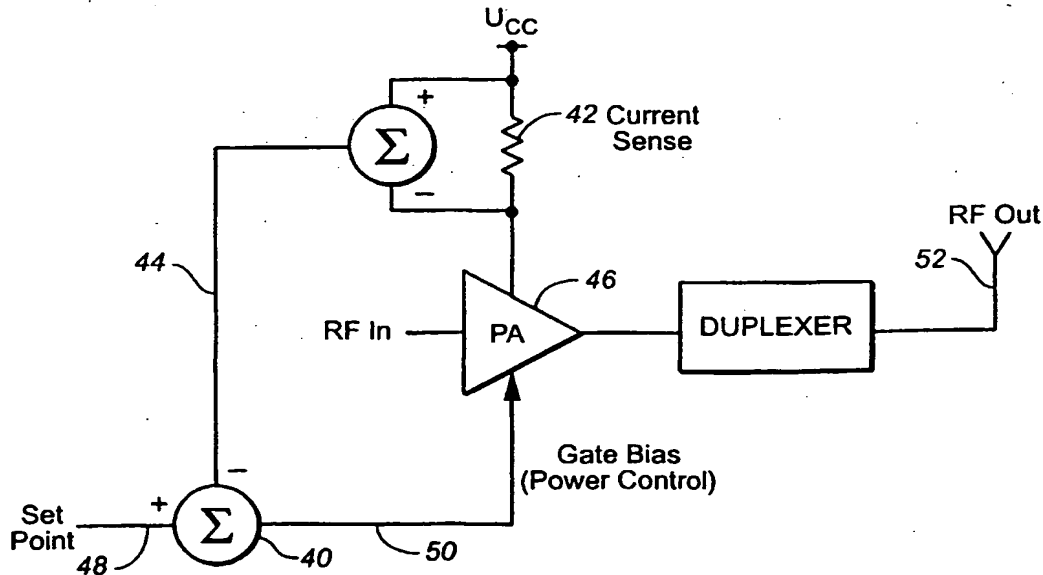 UCC
+
42 Current
Sense
Σ
−
RF Out
44
46
52
RF In
PA
DUPLEXER
Gate Bias
(Power Control)
−
+
Set
Point
Σ
48
40
50